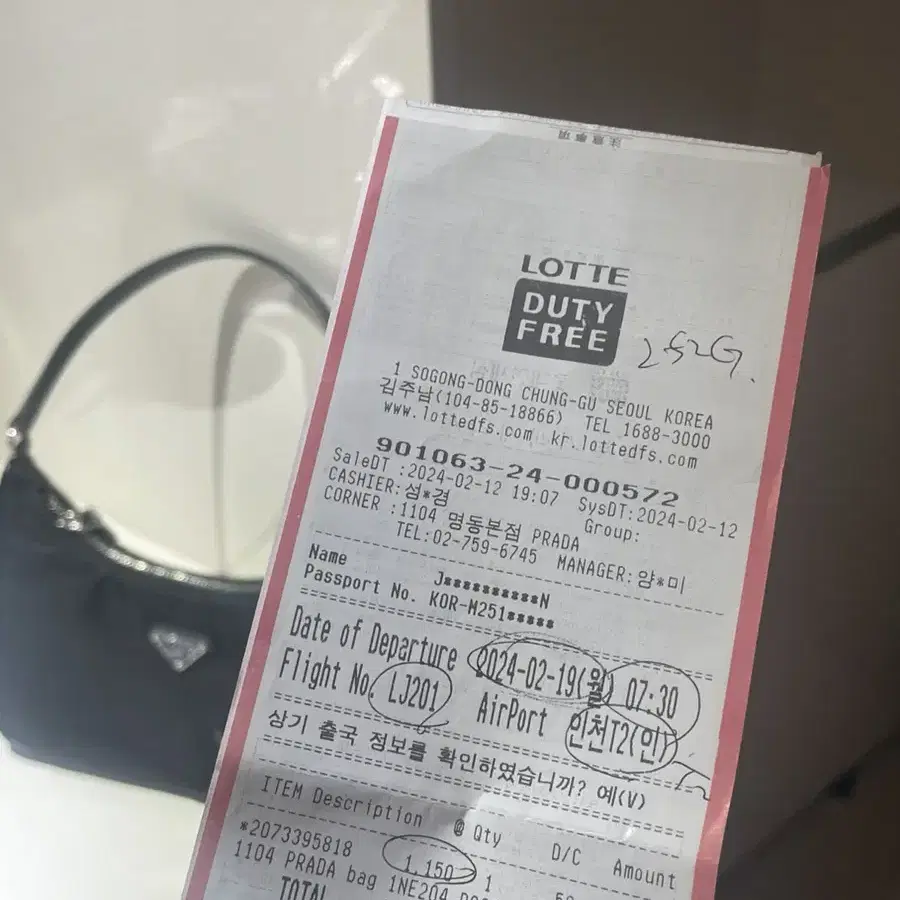 注意事項
LOTTE
DUTY
FREE
1 SOGONG-DONG CHUNG-GU SEOUL KOREA
김주남(104-85-18866) TEL 1688-3000
www.lottedfs.com kr.lottedfs.com
901063-24-000572
SaleDT :2024-02-12 19:07 SysDT:2024-02-12
CASHIER:성*경 Group:
CORNER :1104 명동본점 PRADA
TEL:02-759-6745 MANAGER:양*미
Name J**********N
Passport No. KOR-M251*****
Date of Departure 2024-02-19(월) 07:30
Flight No. LJ201 AirPort 인천T2(인)
상기 출국 정보를 확인하였습니까? 예(V)
ITEM Description @ Qty D/C Amount
*2073395818 1,150 1
1104 PRADA bag 1NE204
TOTAL